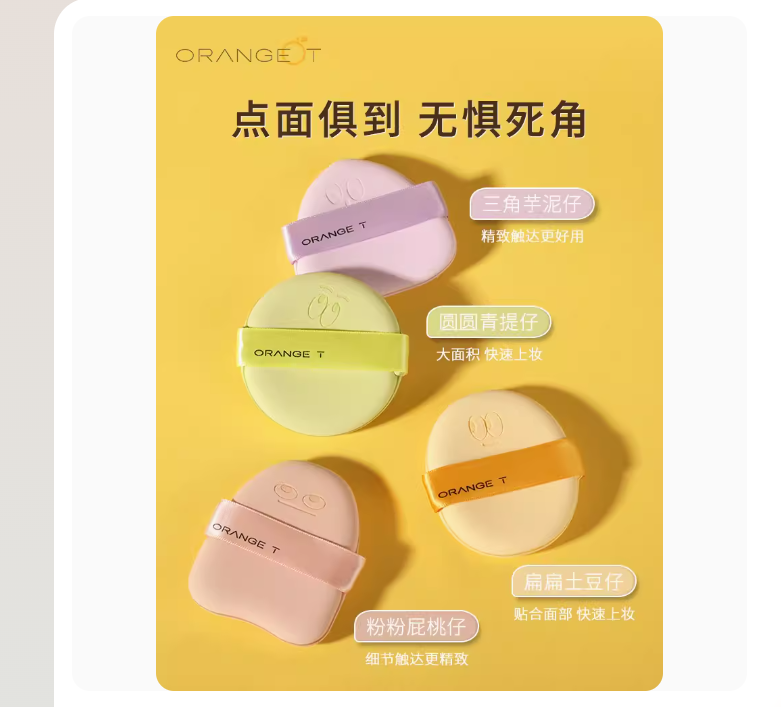 ORANGE T
点面俱到 无惧死角
三角芋泥仔
精致触达更好用
ORANGE T
圆圆青提仔
大面积 快速上妆
ORANGE T
ORANGE T
ORANGE T
扁扁土豆仔
贴合面部 快速上妆
粉粉屁桃仔
细节触达更精致